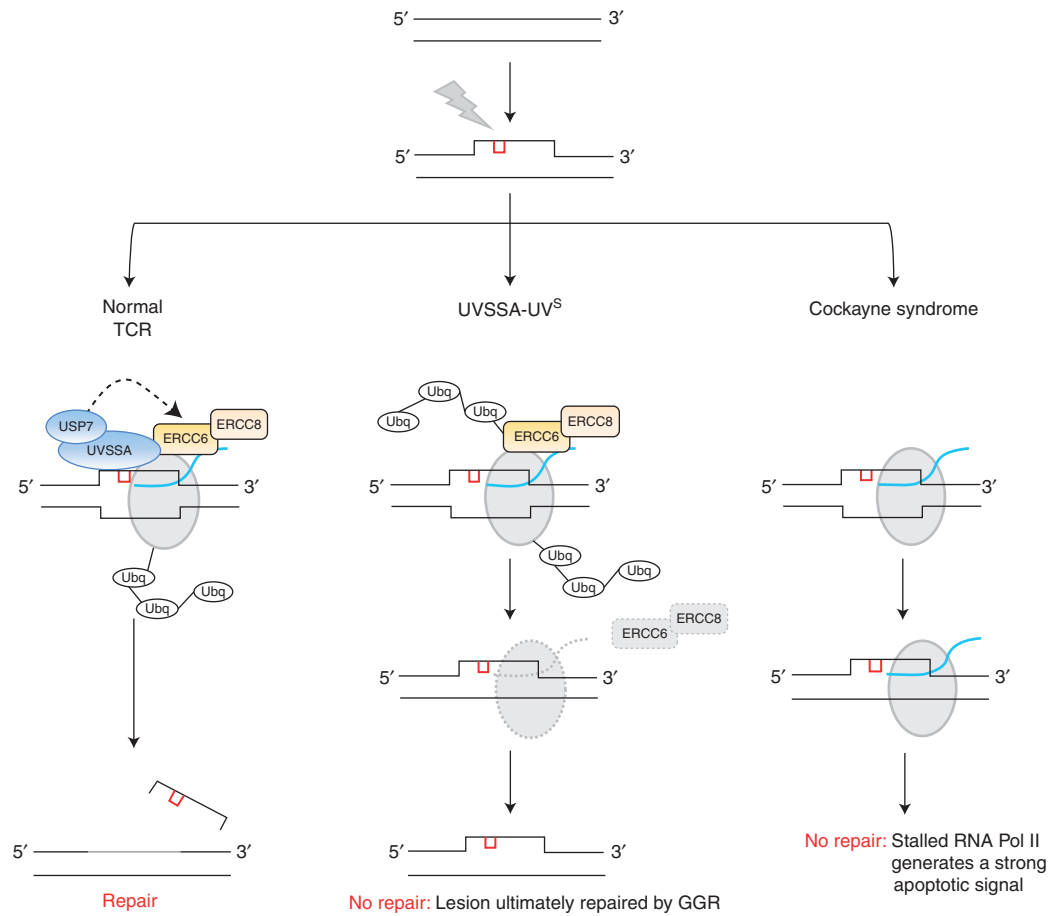 5′ 3′
5′ 3′
Normal
TCR
UVSSA-UVS
Cockayne syndrome
USP7
UVSSA
ERCC6
ERCC8
5′ 3′
Ubq
Ubq
Ubq
Ubq
Ubq
Ubq
ERCC6
ERCC8
5′ 3′
Ubq
Ubq
Ubq
5′ 3′
ERCC6
ERCC8
5′ 3′
5′ 3′
5′ 3′
Repair
5′ 3′
No repair: Lesion ultimately repaired by GGR
No repair: Stalled RNA Pol II
generates a strong
apoptotic signal